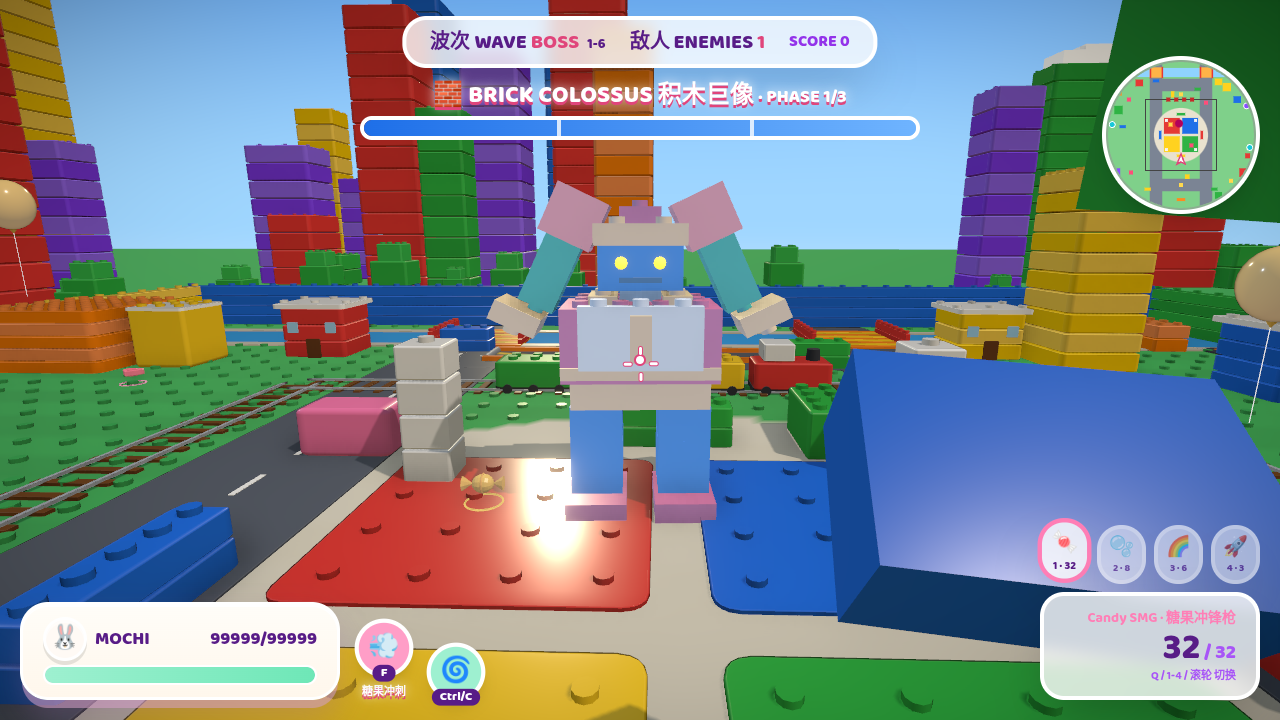 波次 WAVE BOSS 1-6 敌人 ENEMIES 1 SCORE 0
🧱 BRICK COLOSSUS 积木巨像 · PHASE 1/3
1 · 32
2 · 8
3 · 6
4 · 3
MOCHI 99999/99999
F
糖果冲刺
Ctrl/C
Candy SMG · 糖果冲锋枪
32 / 32
Q / 1-4 / 滚轮 切换